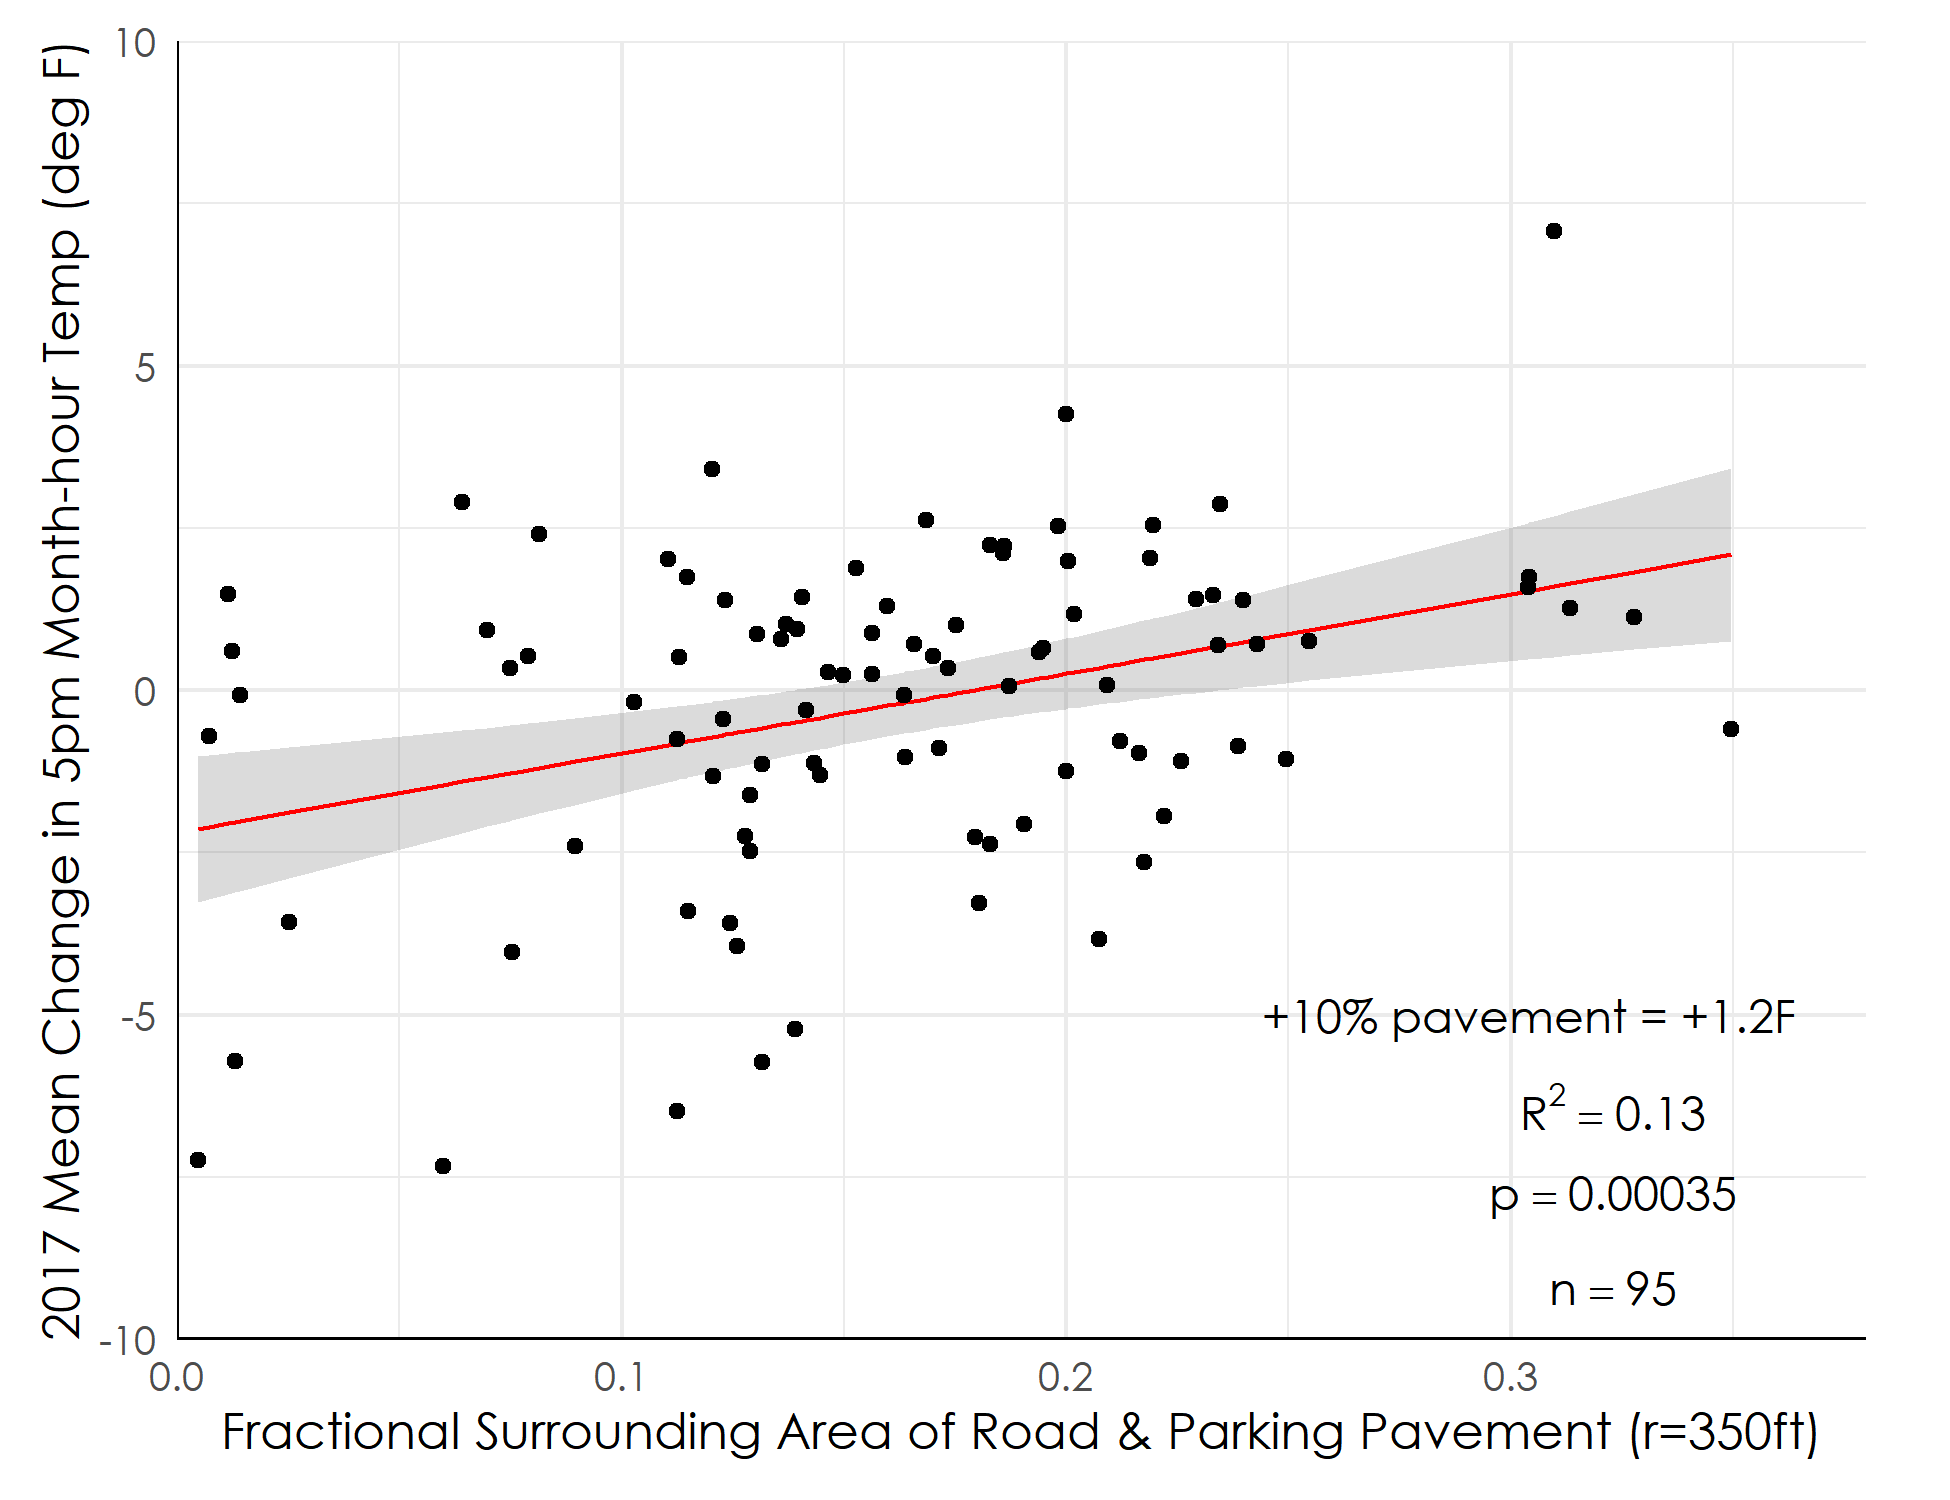 2017 Mean Change in 5pm Month-hour Temp (deg F)
10
5
0
-5
-10
+10% pavement = +1.2F
R² = 0.13
p = 0.00035
n = 95
0.0 0.1 0.2 0.3
Fractional Surrounding Area of Road & Parking Pavement (r=350ft)